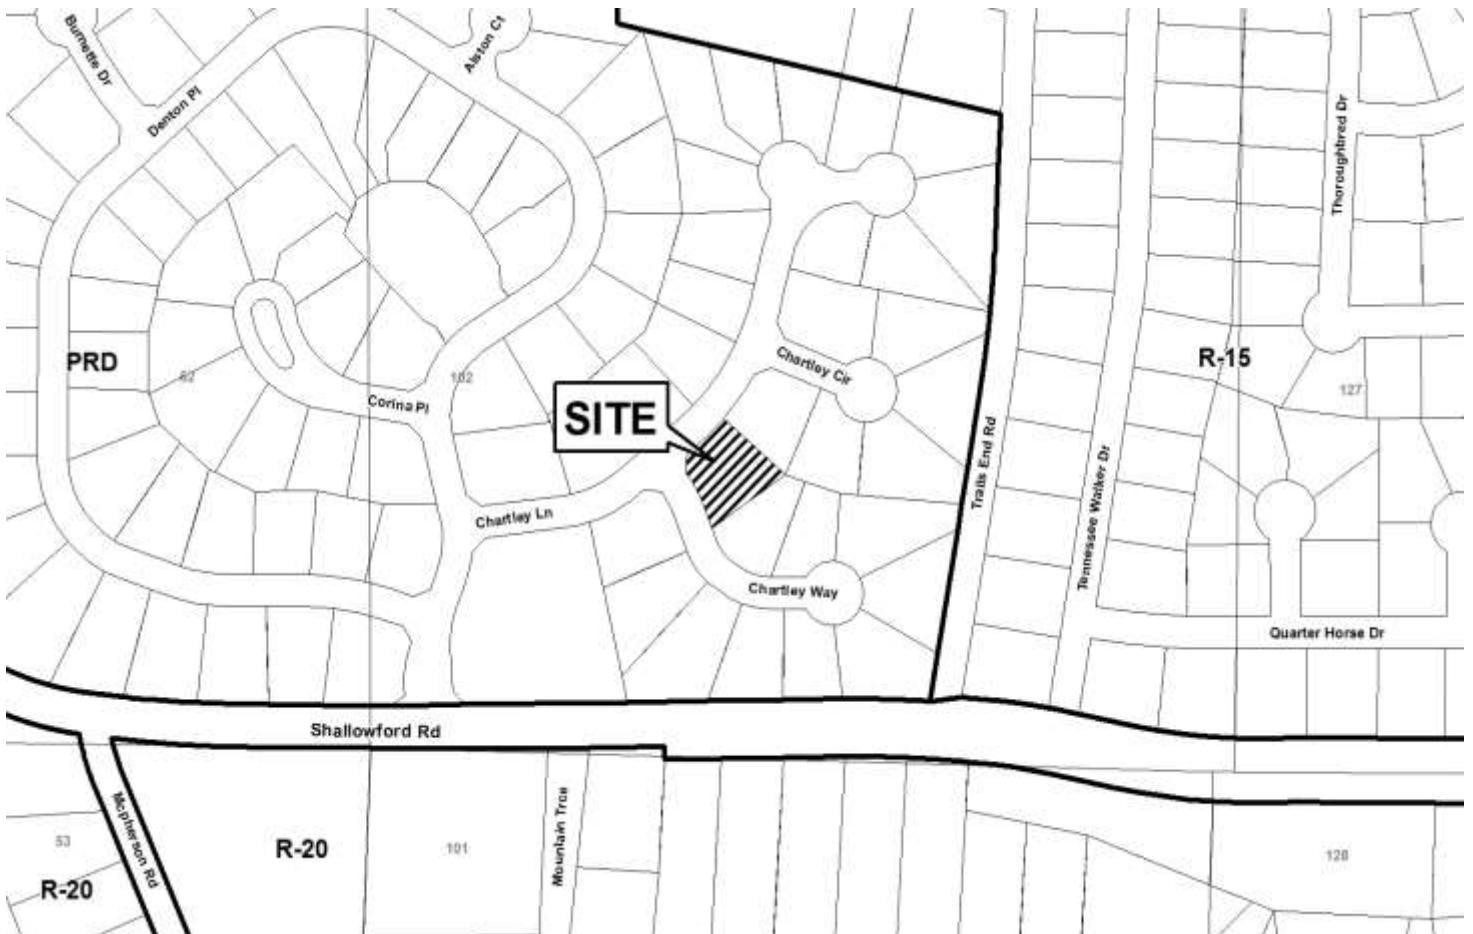 Burnette Dr
Alston Ct
Denton Pl
Thoroughbred Dr
PRD
62
102
Corina Pl
Chartley Cir
R-15
127
SITE
Trails End Rd
Tennessee Walker Dr
Chartley Ln
Chartley Way
Quarter Horse Dr
Shallowford Rd
Mcpherson Rd
Mountain Trce
53
R-20
101
128
R-20